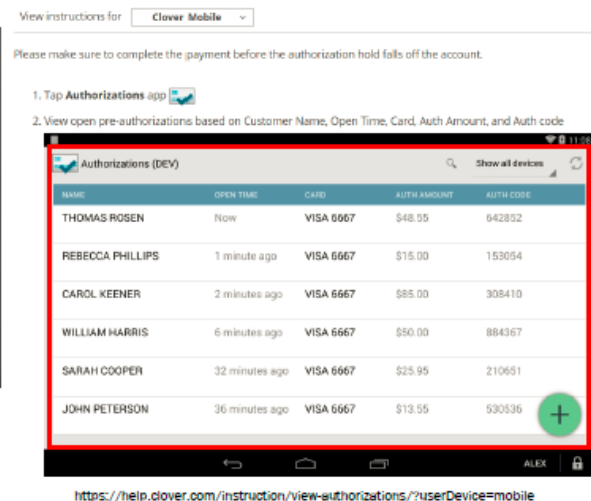 View instructions for Clover Mobile
Please make sure to complete the payment before the authorization hold falls off the account.
1. Tap Authorizations app
2. View open pre-authorizations based on Customer Name, Open Time, Card, Auth Amount, and Auth code
11:08
Authorizations (DEV) Show all devices
NAME OPEN TIME CARD AUTH AMOUNT AUTH CODE
THOMAS ROSEN Now VISA 6667 $48.55 642852
REBECCA PHILLIPS 1 minute ago VISA 6667 $15.00 153054
CAROL KEENER 2 minutes ago VISA 6667 $85.00 308410
WILLIAM HARRIS 6 minutes ago VISA 6667 $50.00 884367
SARAH COOPER 32 minutes ago VISA 6667 $25.95 210651
JOHN PETERSON 36 minutes ago VISA 6667 $13.55 530536
+
ALEX
https://help.clover.com/instruction/view-authorizations/?userDevice=mobile